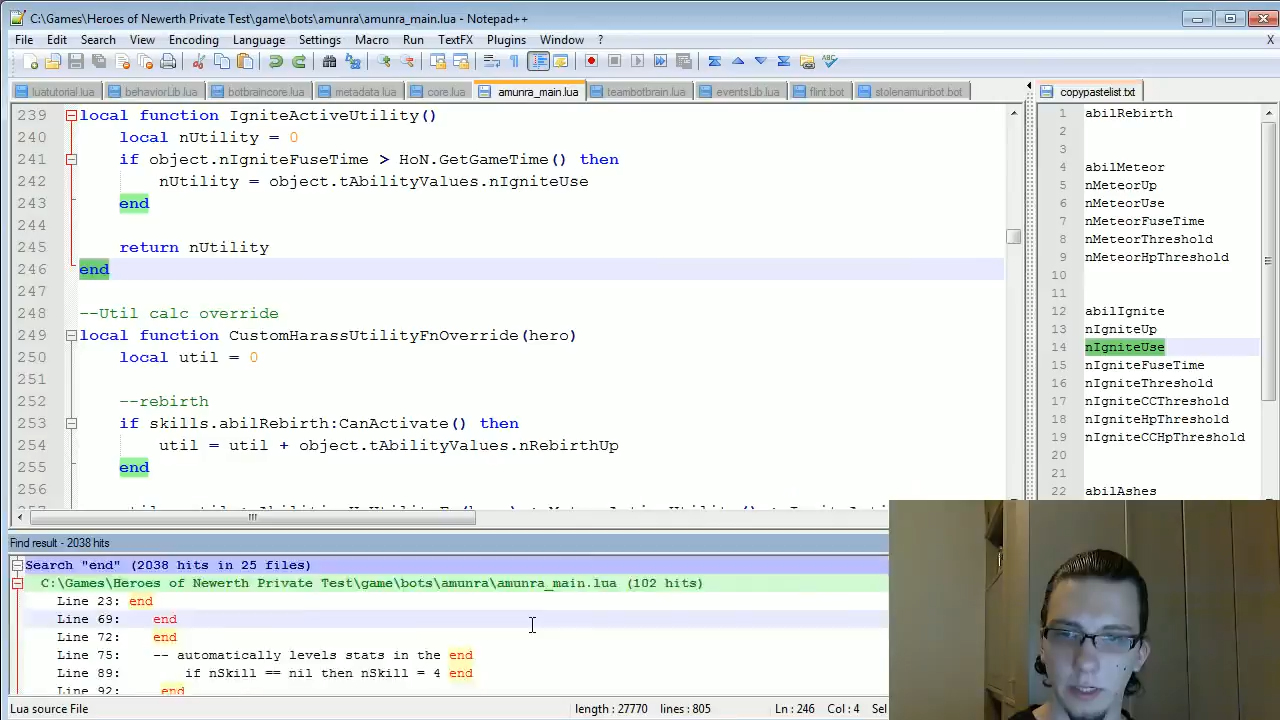 C:\Games\Heroes of Newerth Private Test\game\bots\amunra\amunra_main.lua - Notepad++
File Edit Search View Encoding Language Settings Macro Run TextFX Plugins Window ? X
luatutorial.lua behaviorLib.lua botbraincore.lua metadata.lua core.lua amunra_main.lua teambotbrain.lua eventsLib.lua flint.bot stolenamunbot.bot copypastelist.txt
239 local function IgniteActiveUtility()
240 local nUtility = 0
241 if object.nIgniteFuseTime > HoN.GetGameTime() then
242 nUtility = object.tAbilityValues.nIgniteUse
243 end
244
245 return nUtility
246 end
247
248 --Util calc override
249 local function CustomHarassUtilityFnOverride(hero)
250 local util = 0
251
252 --rebirth
253 if skills.abilRebirth:CanActivate() then
254 util = util + object.tAbilityValues.nRebirthUp
255 end
256
1 abilRebirth
2
3
4 abilMeteor
5 nMeteorUp
6 nMeteorUse
7 nMeteorFuseTime
8 nMeteorThreshold
9 nMeteorHpThreshold
10
11
12 abilIgnite
13 nIgniteUp
14 nIgniteUse
15 nIgniteFuseTime
16 nIgniteThreshold
17 nIgniteCCThreshold
18 nIgniteHpThreshold
19 nIgniteCCHpThreshold
20
21
22 abilAshes
Find result - 2038 hits
Search "end" (2038 hits in 25 files)
C:\Games\Heroes of Newerth Private Test\game\bots\amunra\amunra_main.lua (102 hits)
Line 23: end
Line 69: end
Line 72: end
Line 75: -- automatically levels stats in the end
Line 89: if nSkill == nil then nSkill = 4 end
Line 92: end
Lua source File length : 27770 lines : 805 Ln : 246 Col : 4 Sel